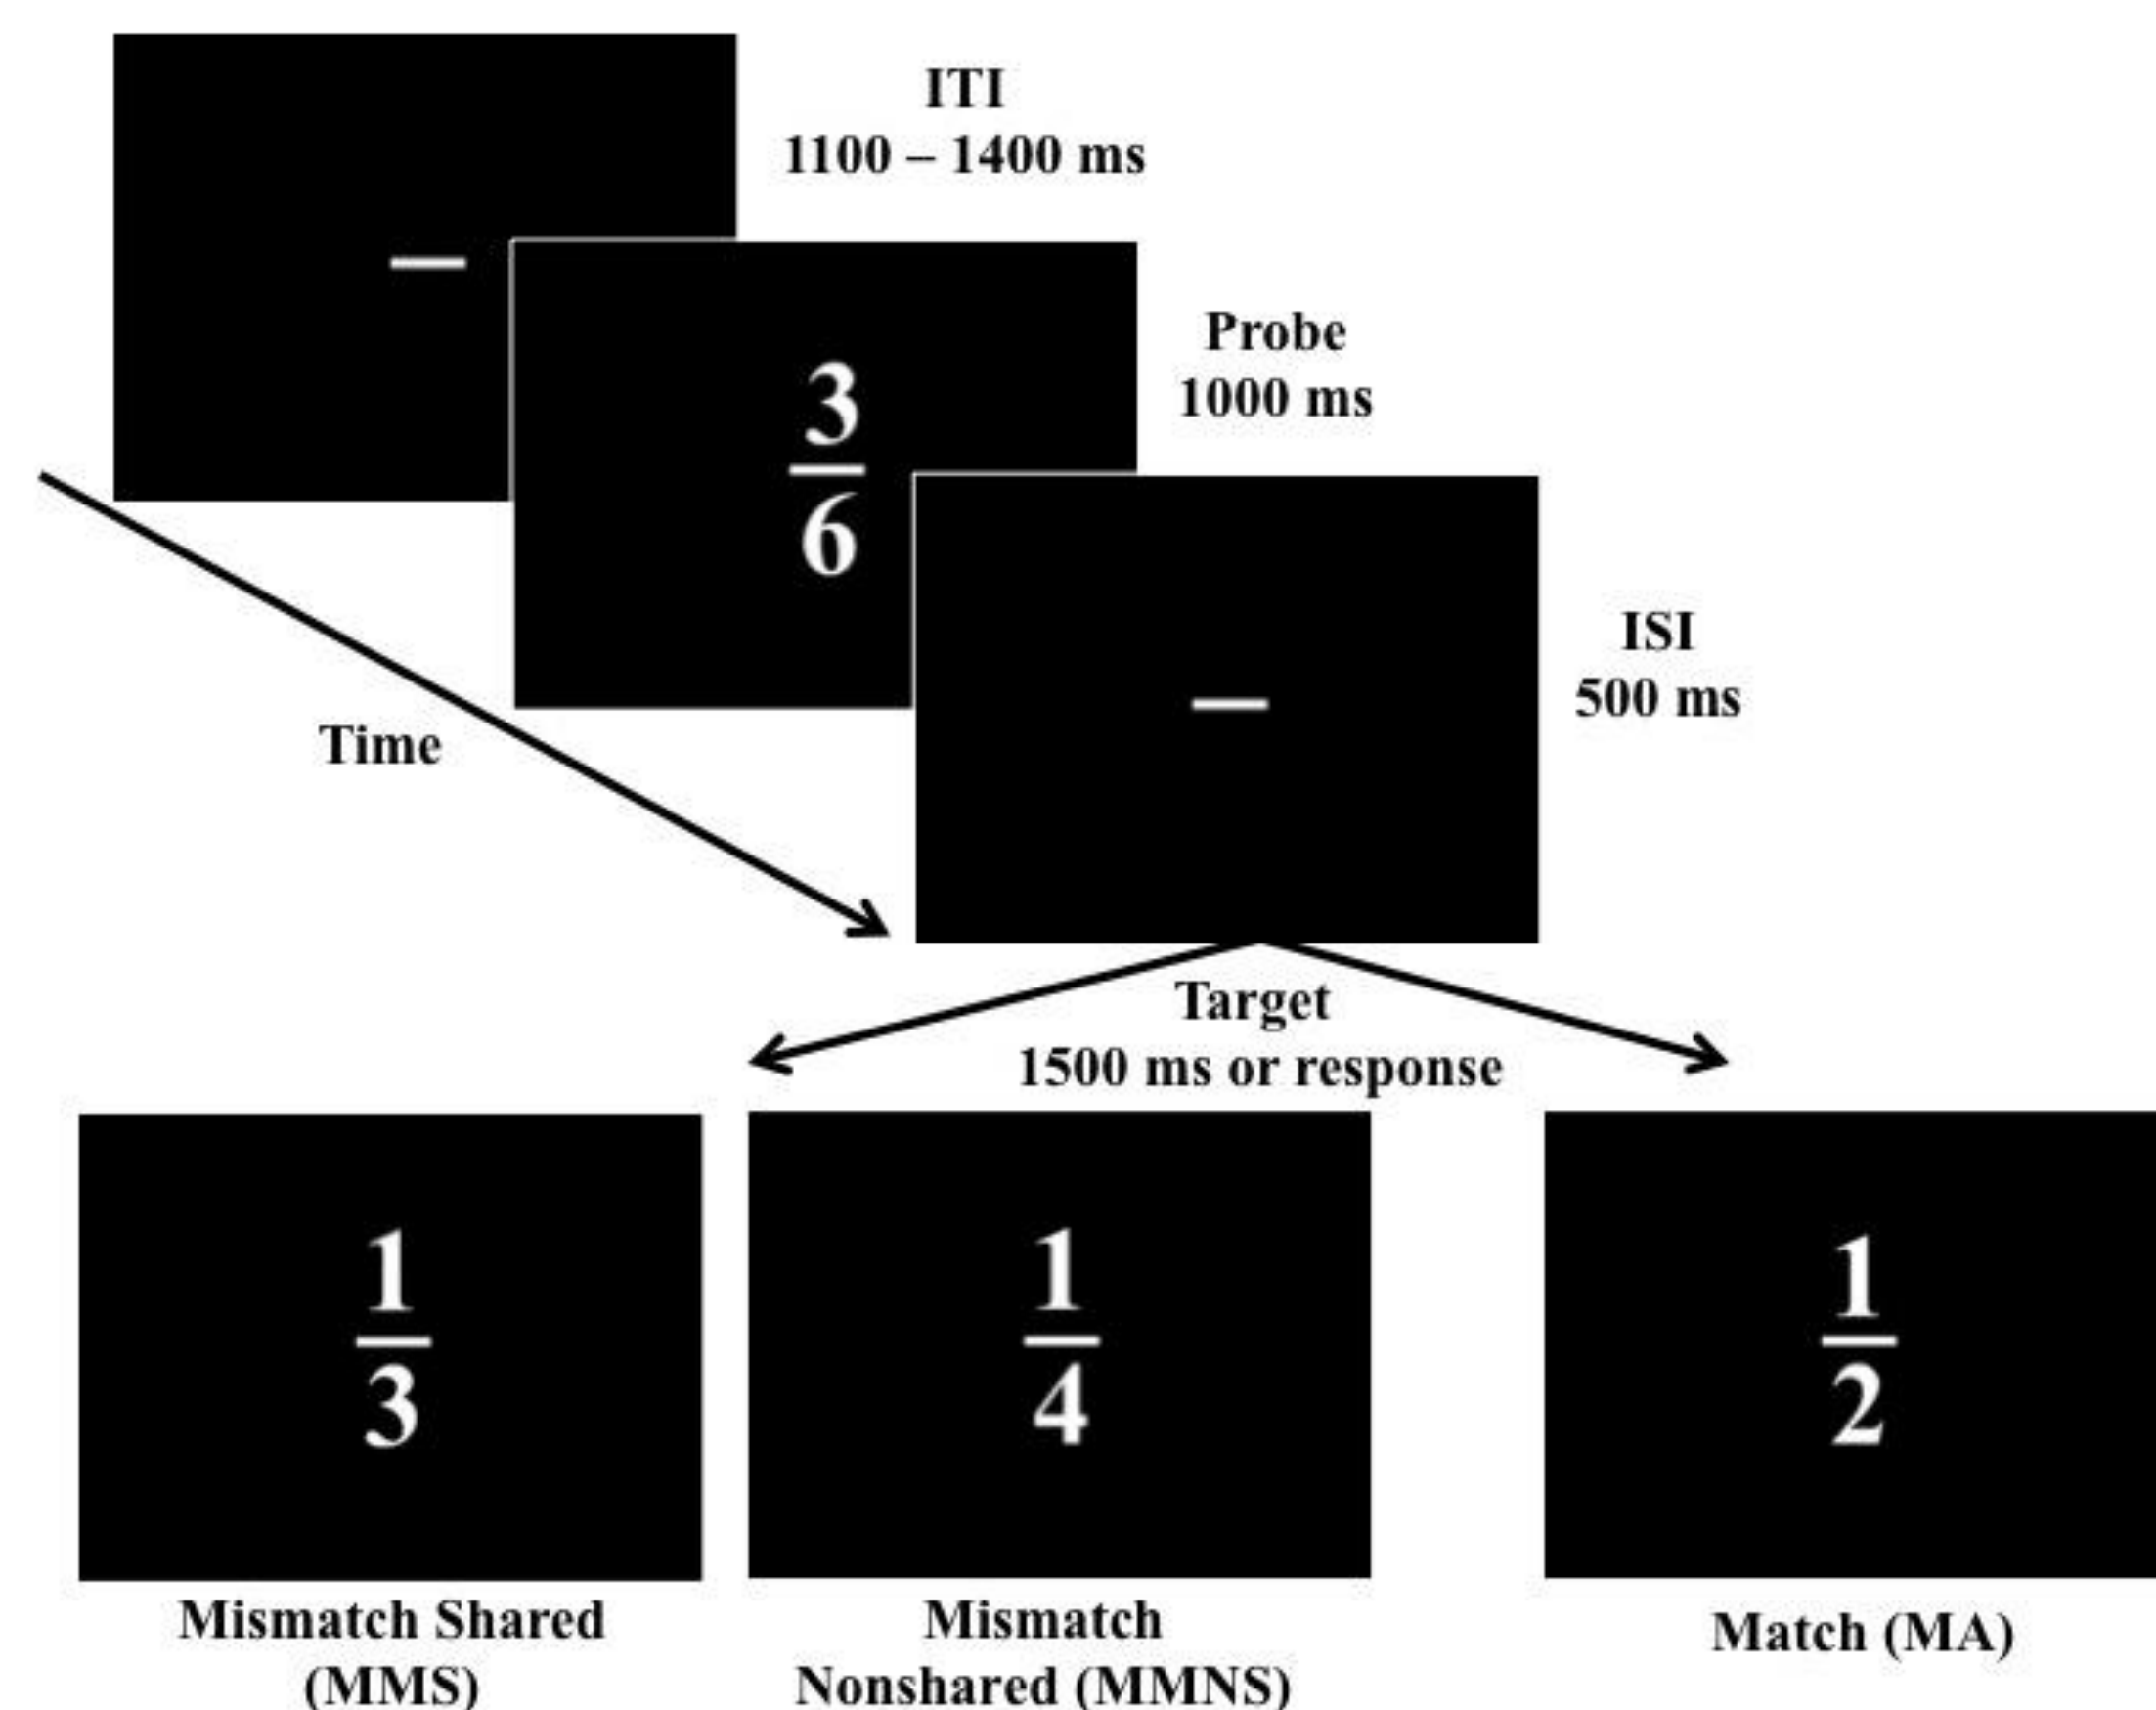 ITI
1100 – 1400 ms
3
6
Probe
1000 ms
ISI
500 ms
Time
Target
1500 ms or response
1
3
Mismatch Shared
(MMS)
1
4
Mismatch
Nonshared (MMNS)
1
2
Match (MA)